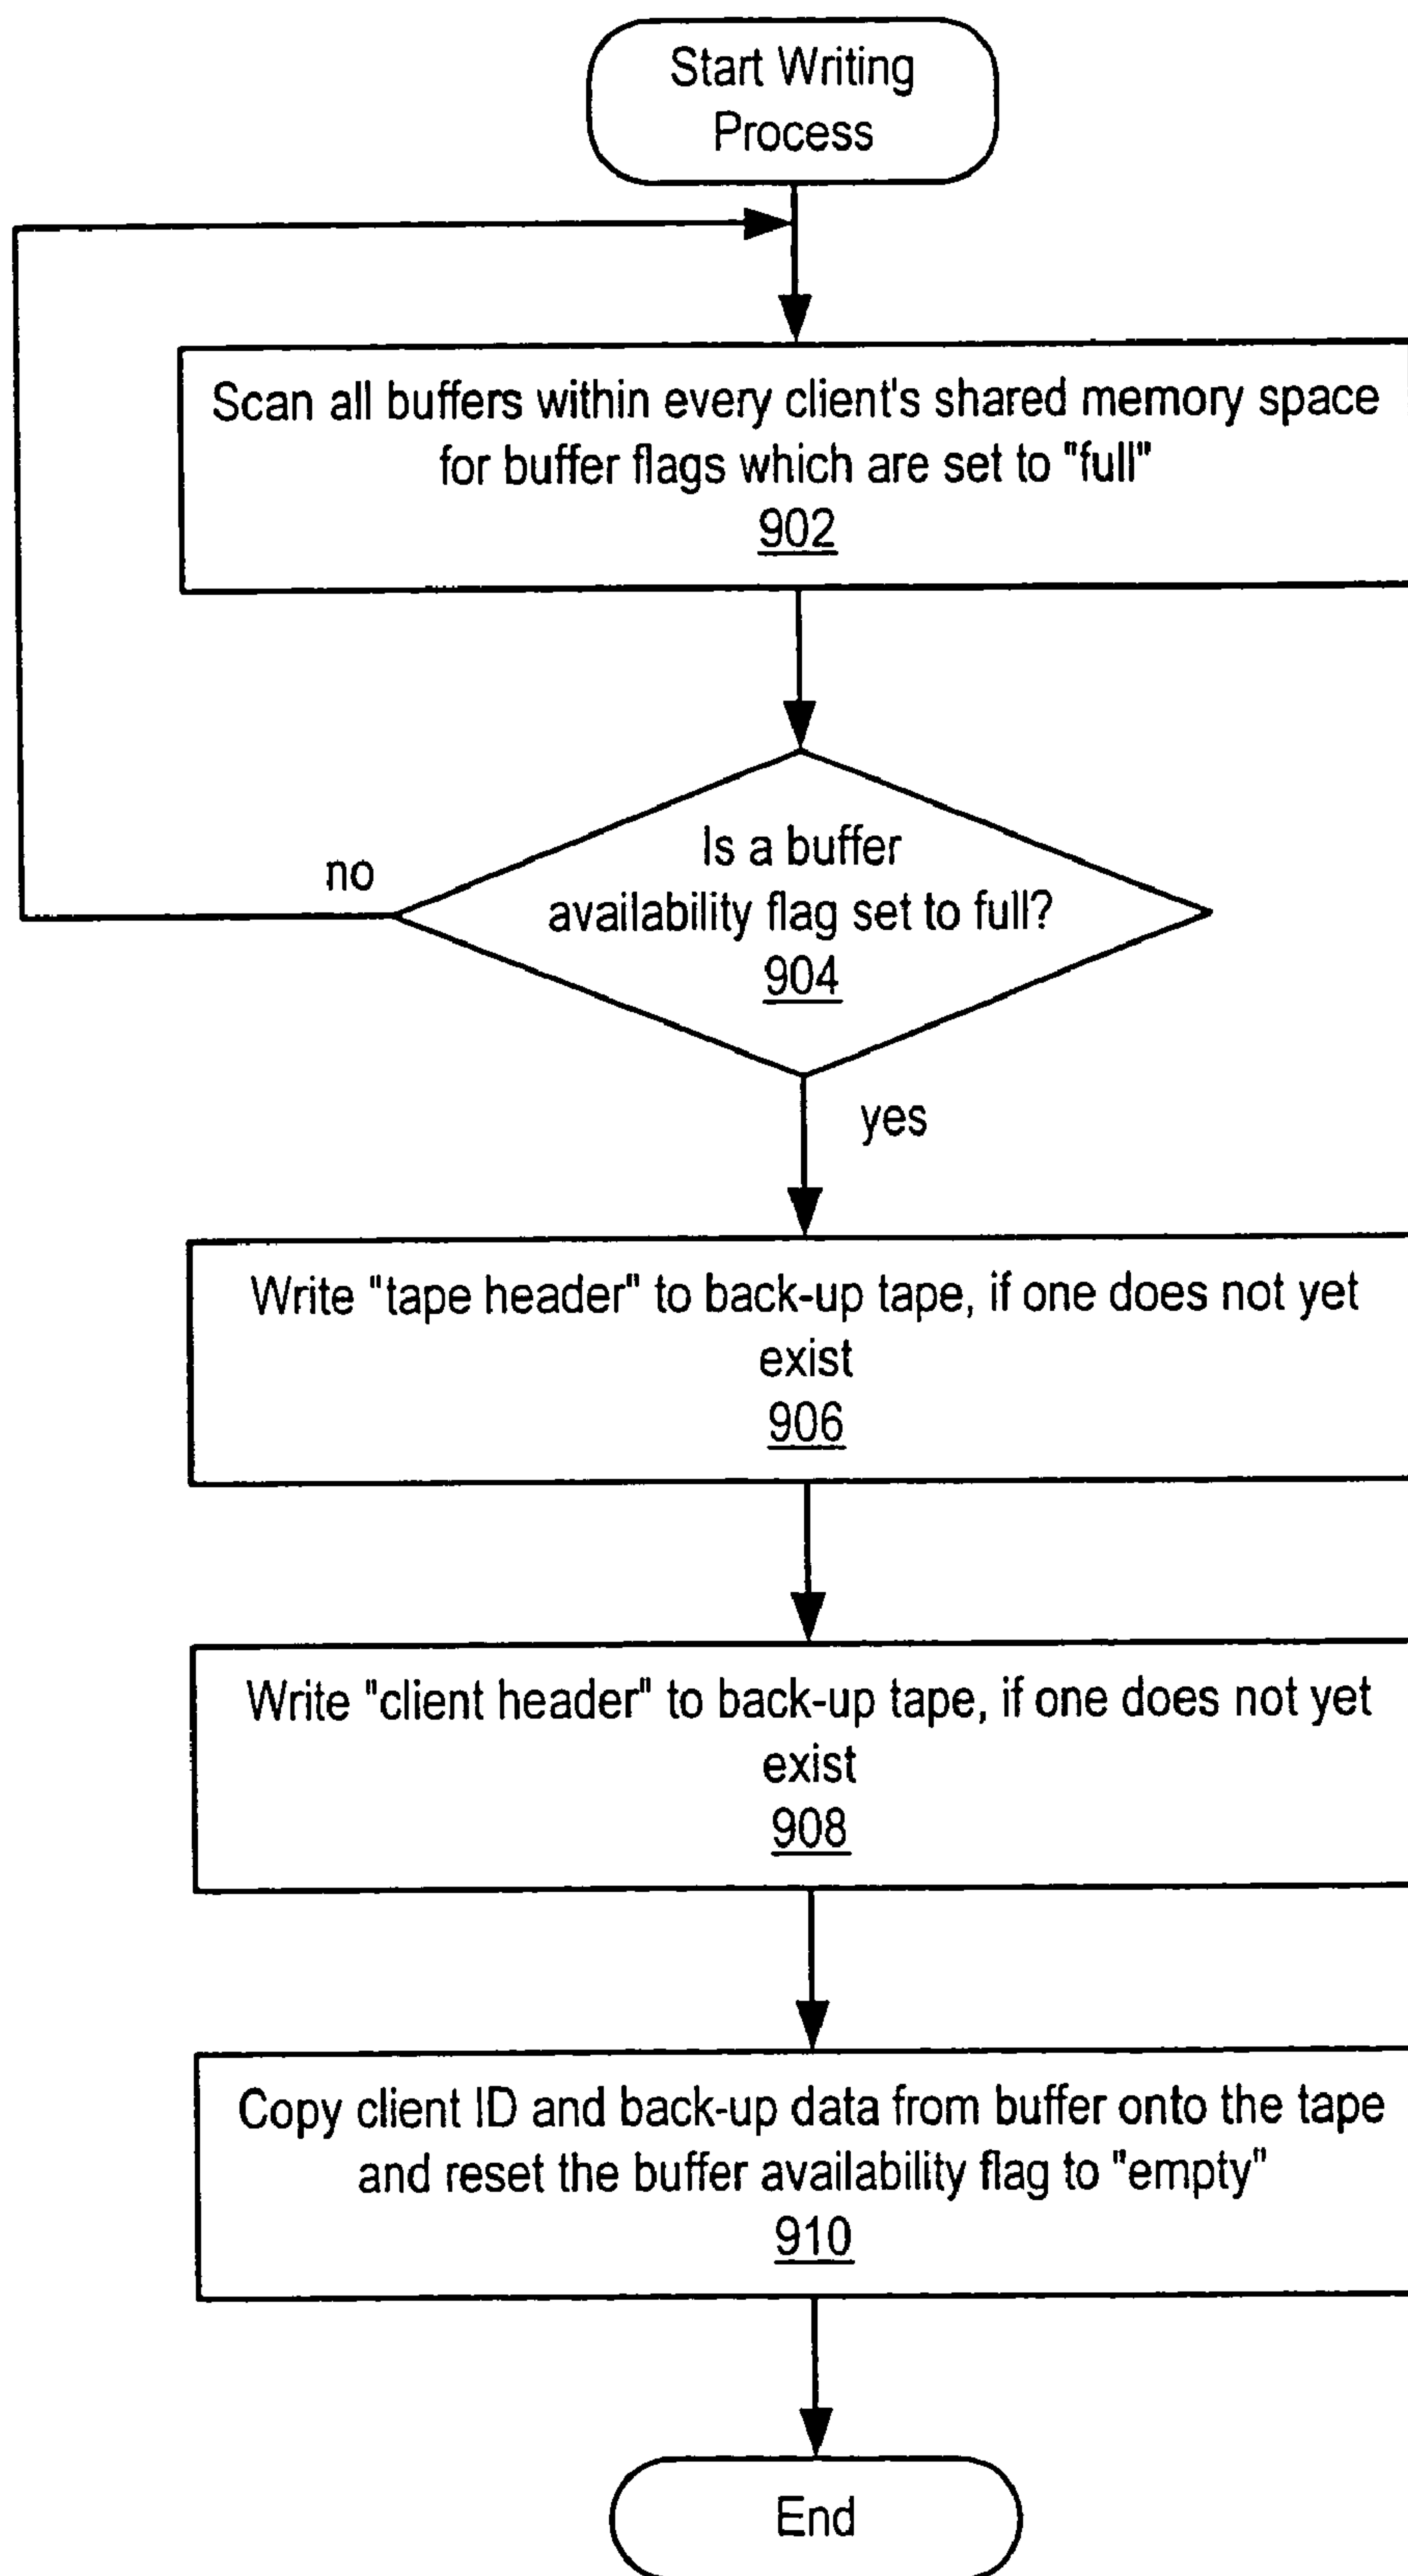 Start Writing
Process
Scan all buffers within every client's shared memory space
for buffer flags which are set to "full"
902
Is a buffer
availability flag set to full?
904
no
yes
Write "tape header" to back-up tape, if one does not yet
exist
906
Write "client header" to back-up tape, if one does not yet
exist
908
Copy client ID and back-up data from buffer onto the tape
and reset the buffer availability flag to "empty"
910
End